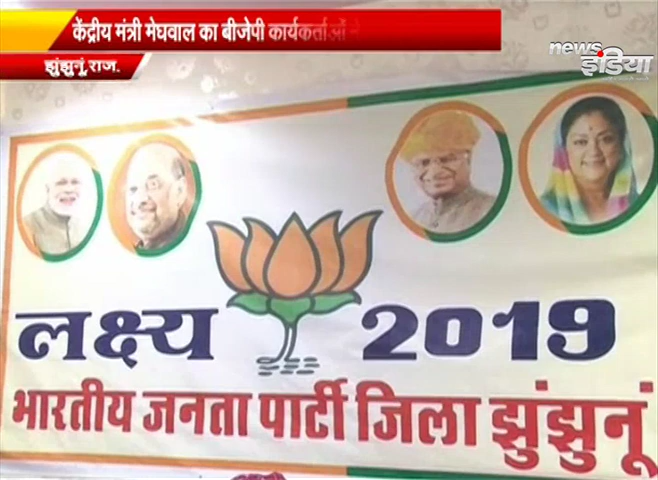 केंद्रीय मंत्री मेघवाल का बीजेपी कार्यकर्ताओं
झुंझुनूं राज.
news
इंडिया
लक्ष्य 2019
भारतीय जनता पार्टी जिला झुंझुनूं